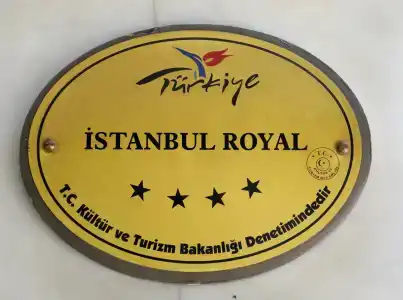 Türkiye
İSTANBUL ROYAL
T.C.
T.C. Kültür ve Turizm Bakanlığı Denetimindedir